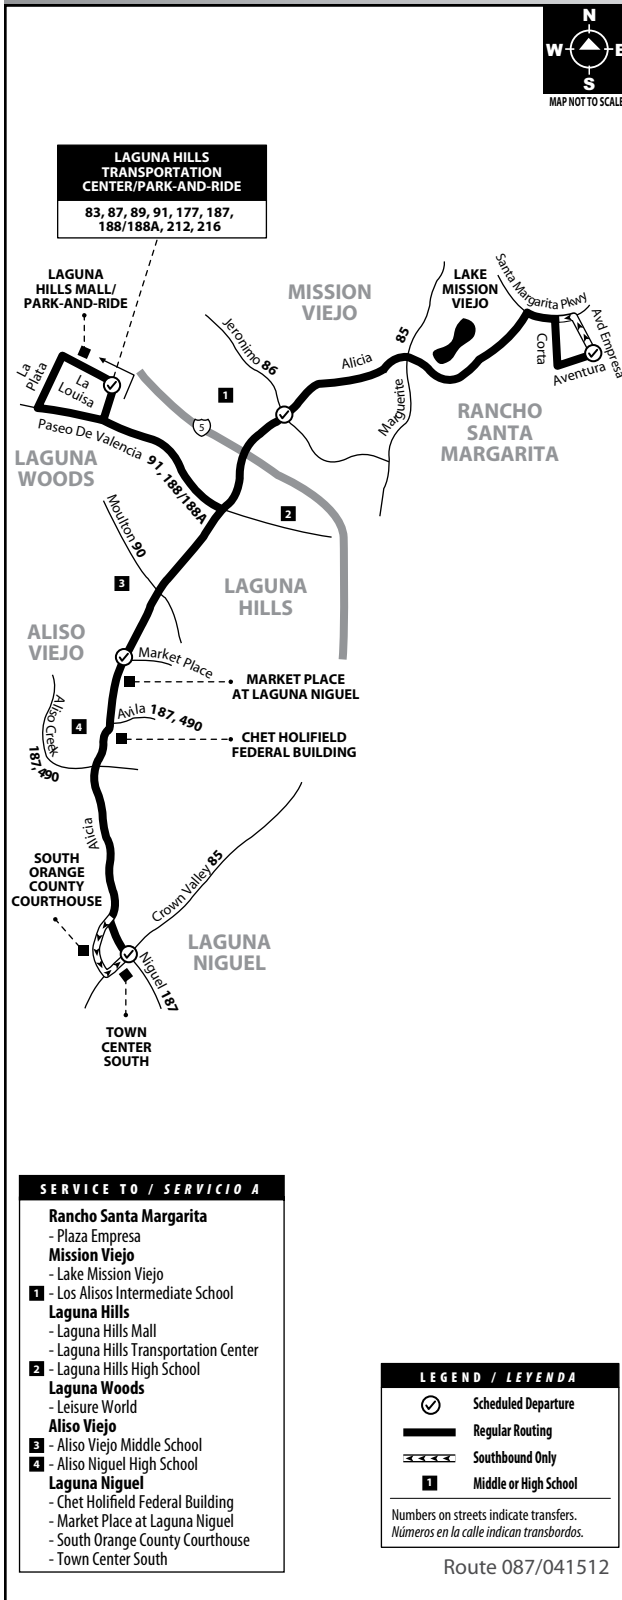 N
W
E
S
MAP NOT TO SCALE
LAGUNA HILLS
TRANSPORTATION
CENTER/PARK-AND-RIDE
83, 87, 89, 91, 177, 187,
188/188A, 212, 216
LAGUNA
HILLS MALL/
PARK-AND-RIDE
MISSION
VIEJO
LAKE
MISSION
VIEJO
Santa Margarita Pkwy
Avd Empresa
Corta
Aventura
Jeronimo 86
85
Alicia
Marguerite
RANCHO
SANTA
MARGARITA
La
Plata
La
Louisa
1
5
Paseo De Valencia
91, 188/188A
LAGUNA
WOODS
2
Moulton 90
3
LAGUNA
HILLS
ALISO
VIEJO
Market Place
MARKET PLACE
AT LAGUNA NIGUEL
Aliso Creek
187, 490
4
Avila 187, 490
CHET HOLIFIELD
FEDERAL BUILDING
Alicia
SOUTH
ORANGE
COUNTY
COURTHOUSE
Crown Valley 85
LAGUNA
NIGUEL
Niguel 187
TOWN
CENTER
SOUTH
SERVICE TO / SERVICIO A
Rancho Santa Margarita
- Plaza Empresa
Mission Viejo
- Lake Mission Viejo
1 - Los Alisos Intermediate School
Laguna Hills
- Laguna Hills Mall
- Laguna Hills Transportation Center
2 - Laguna Hills High School
Laguna Woods
- Leisure World
Aliso Viejo
3 - Aliso Viejo Middle School
4 - Aliso Niguel High School
Laguna Niguel
- Chet Holifield Federal Building
- Market Place at Laguna Niguel
- South Orange County Courthouse
- Town Center South
LEGEND / LEYENDA
Scheduled Departure
Regular Routing
Southbound Only
1 Middle or High School
Numbers on streets indicate transfers.
Números en la calle indican transbordos.
Route 087/041512